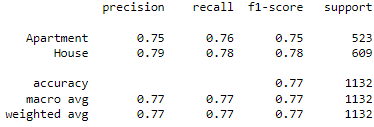 precision recall f1-score support
Apartment 0.75 0.76 0.75 523
House 0.79 0.78 0.78 609
accuracy 0.77 1132
macro avg 0.77 0.77 0.77 1132
weighted avg 0.77 0.77 0.77 1132